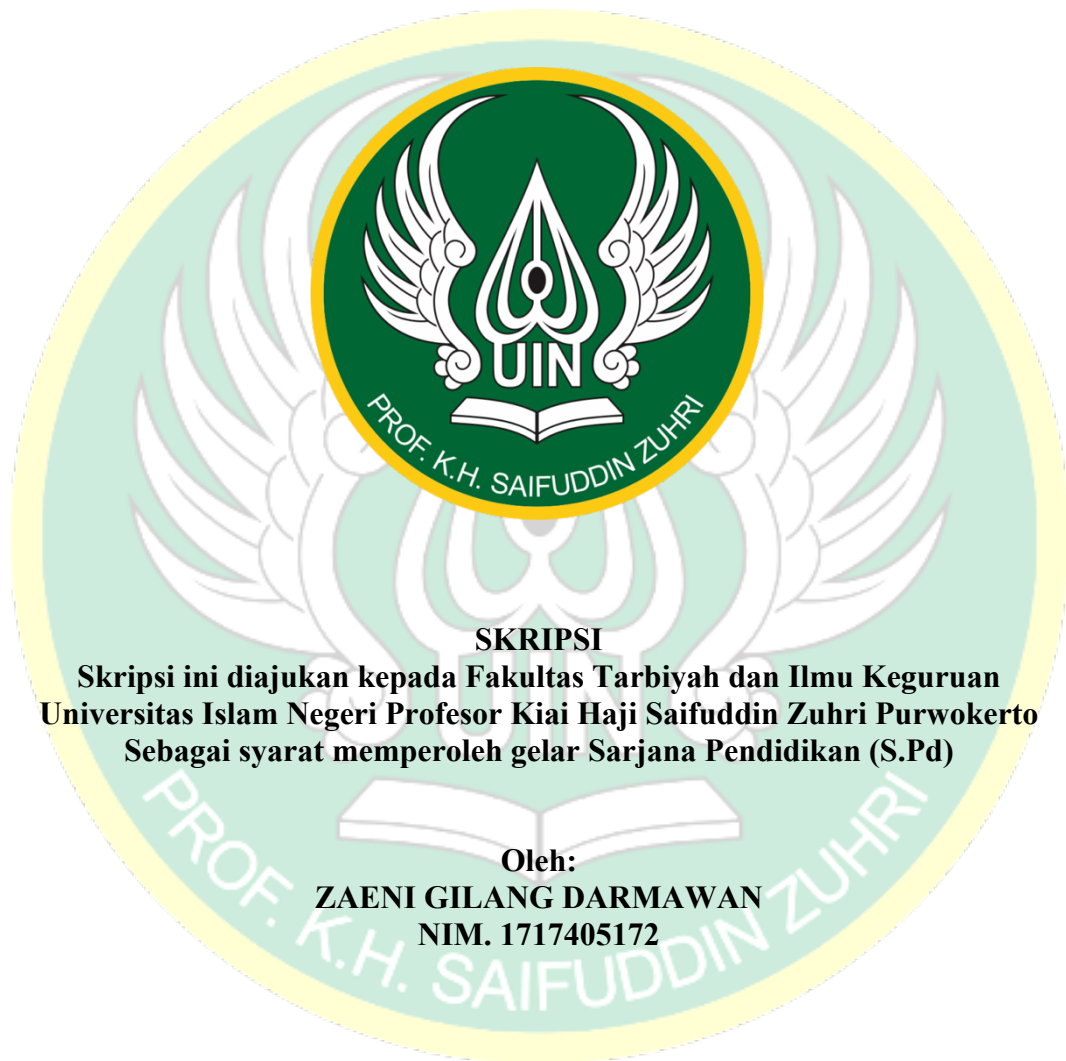 UIN
PROF. K.H. SAIFUDDIN ZUHRI
SKRIPSI
Skripsi ini diajukan kepada Fakultas Tarbiyah dan Ilmu Keguruan
Universitas Islam Negeri Profesor Kiai Haji Saifuddin Zuhri Purwokerto
Sebagai syarat memperoleh gelar Sarjana Pendidikan (S.Pd)
Oleh:
ZAENI GILANG DARMAWAN
NIM. 1717405172
UIN
PROF. K.H. SAIFUDDIN ZUHRI